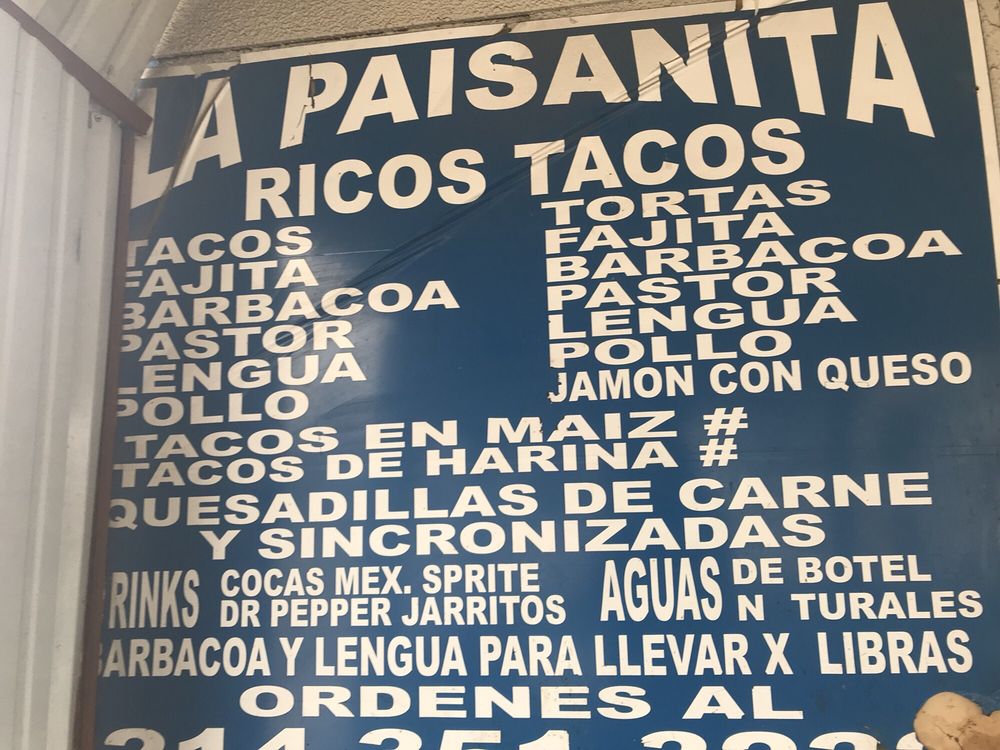 LA PAISANITA
RICOS TACOS
TACOS
FAJITA
BARBACOA
PASTOR
LENGUA
POLLO
TORTAS
FAJITA
BARBACOA
PASTOR
LENGUA
POLLO
JAMON CON QUESO
TACOS EN MAIZ #
TACOS DE HARINA #
QUESADILLAS DE CARNE
Y SINCRONIZADAS
RINKS
COCAS MEX. SPRITE
DR PEPPER JARRITOS
AGUAS
DE BOTEL
N TURALES
BARBACOA Y LENGUA PARA LLEVAR X LIBRAS
ORDENES AL
214 351